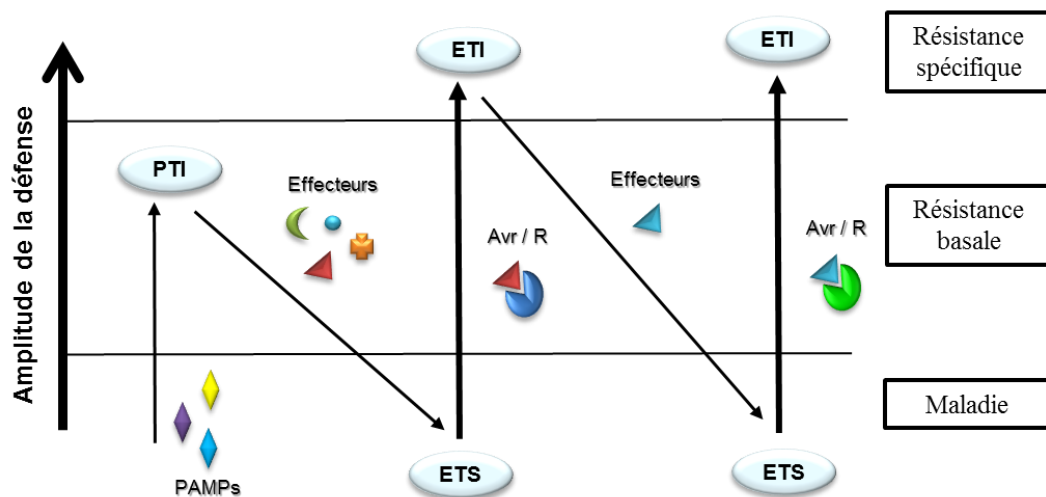 Amplitude de la défense
ETI
ETI
Résistance
spécifique
PTI
Effecteurs
Effecteurs
Avr / R
Avr / R
Résistance
basale
PAMPs
ETS
ETS
Maladie